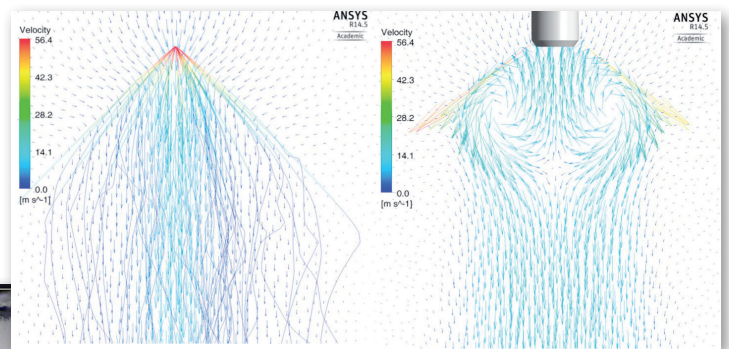 Velocity
56.4
42.3
28.2
14.1
0.0
[m s^-1]
ANSYS
R14.5
Academic
Velocity
56.4
42.3
28.2
14.1
0.0
[m s^-1]
ANSYS
R14.5
Academic